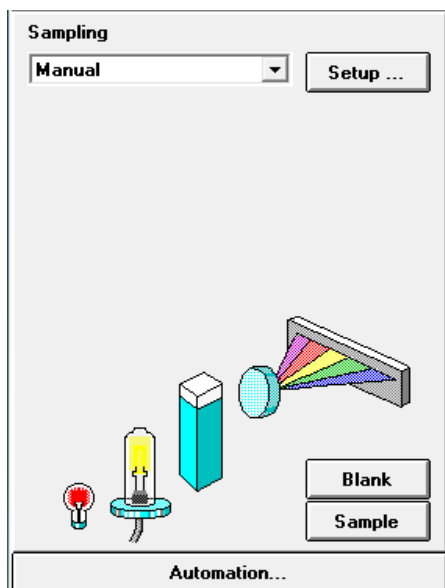 Sampling
Manual
Setup ...
Blank
Sample
Automation...